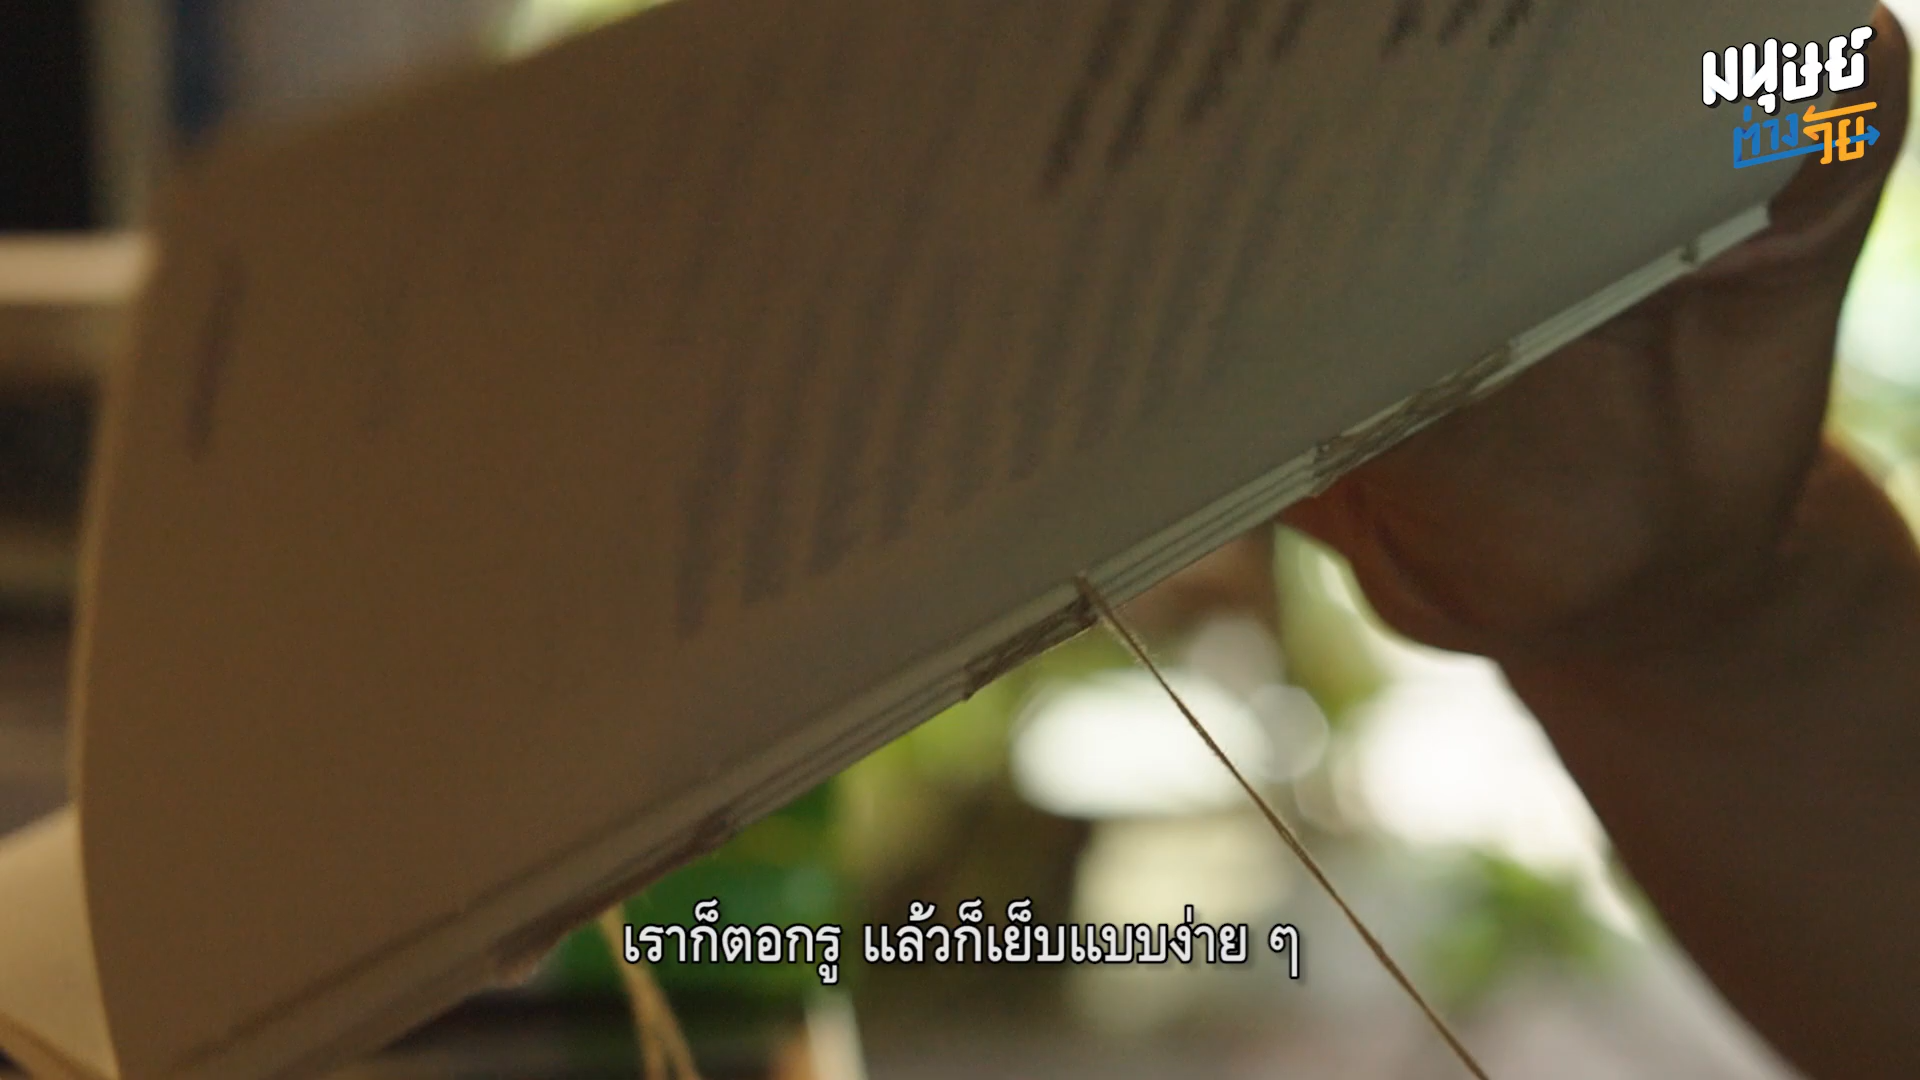 มนุษย์
ต่างวัย
เราก็ตอกรู แล้วก็เย็บแบบง่าย ๆ